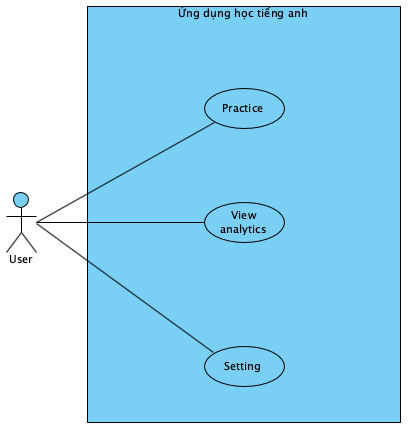 Ứng dụng học tiếng anh
Practice
View
analytics
User
Setting